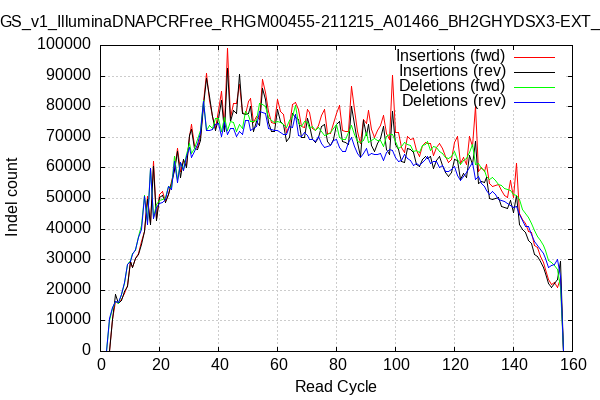 GS_v1_IlluminaDNAPCRFree_RHGM00455-211215_A01466_BH2GHYDSX3-EXT_
Insertions (fwd)
Insertions (rev)
Deletions (fwd)
Deletions (rev)
100000
90000
80000
70000
60000
50000
40000
30000
20000
10000
0
Indel count
0 20 40 60 80 100 120 140 160
Read Cycle